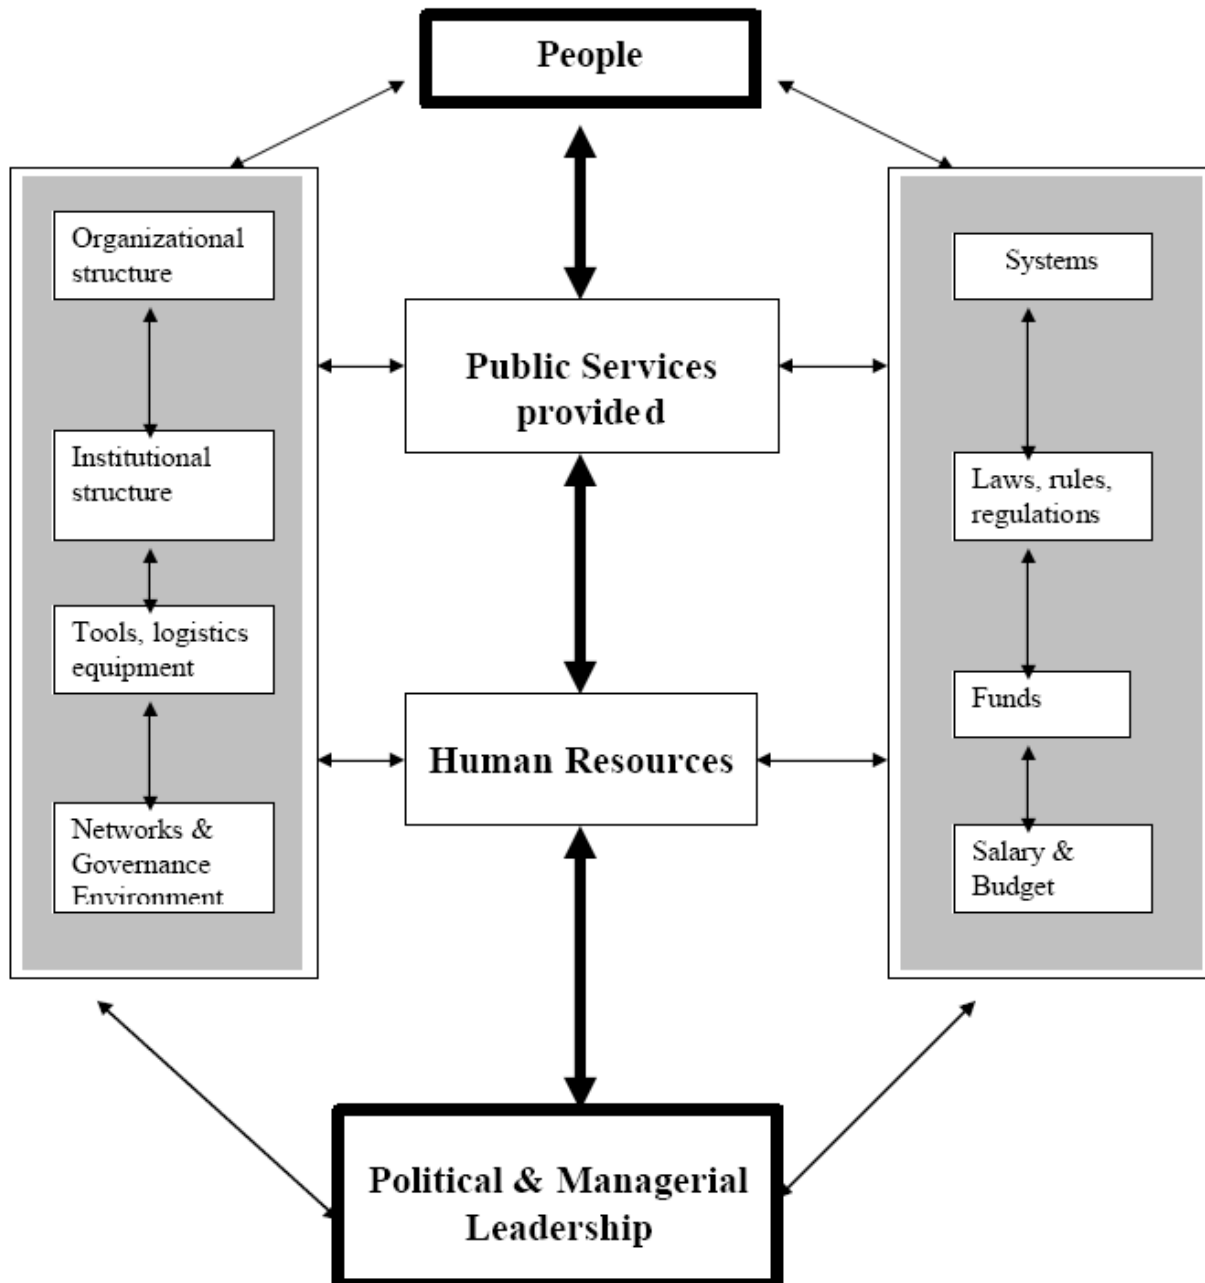 People
Organizational
structure
Institutional
structure
Tools, logistics
equipment
Networks &
Governance
Environment
Public Services
provided
Human Resources
Systems
Laws, rules,
regulations
Funds
Salary &
Budget
Political & Managerial
Leadership